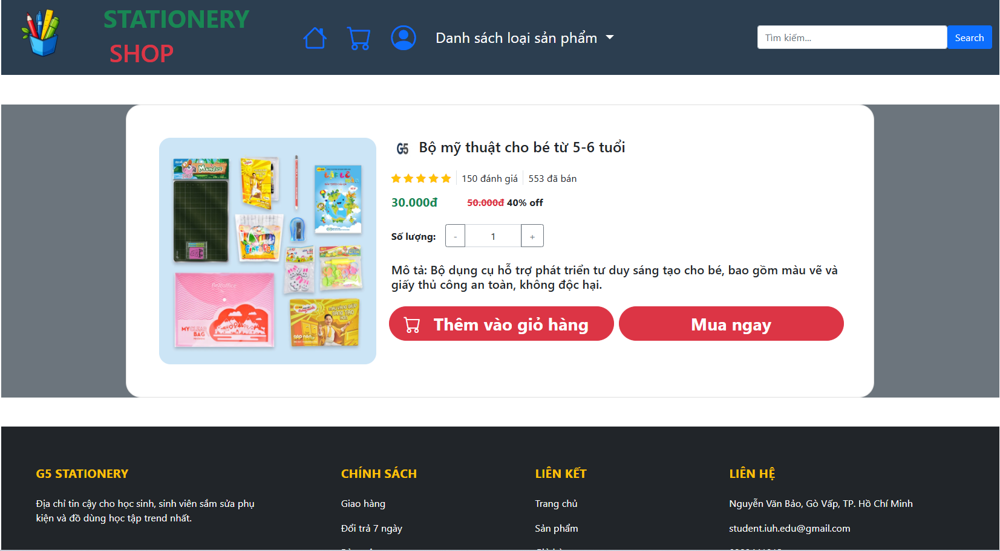 STATIONERY
SHOP
Danh sách loại sản phẩm
Tìm kiếm...
Search
G5
Bộ mỹ thuật cho bé từ 5-6 tuổi
150 đánh giá
553 đã bán
30.000đ
50.000đ 40% off
Số lượng:
-
1
+
Mô tả: Bộ dụng cụ hỗ trợ phát triển tư duy sáng tạo cho bé, bao gồm màu vẽ và
giấy thủ công an toàn, không độc hại.
Thêm vào giỏ hàng
Mua ngay
MY CLEAR
BAG
G5 STATIONERY
CHÍNH SÁCH
LIÊN KẾT
LIÊN HỆ
Địa chỉ tin cậy cho học sinh, sinh viên sắm sửa phụ
kiện và đồ dùng học tập trend nhất.
Giao hàng
Đổi trả 7 ngày
Trang chủ
Sản phẩm
Nguyễn Văn Bảo, Gò Vấp, TP. Hồ Chí Minh
student.iuh.edu@gmail.com